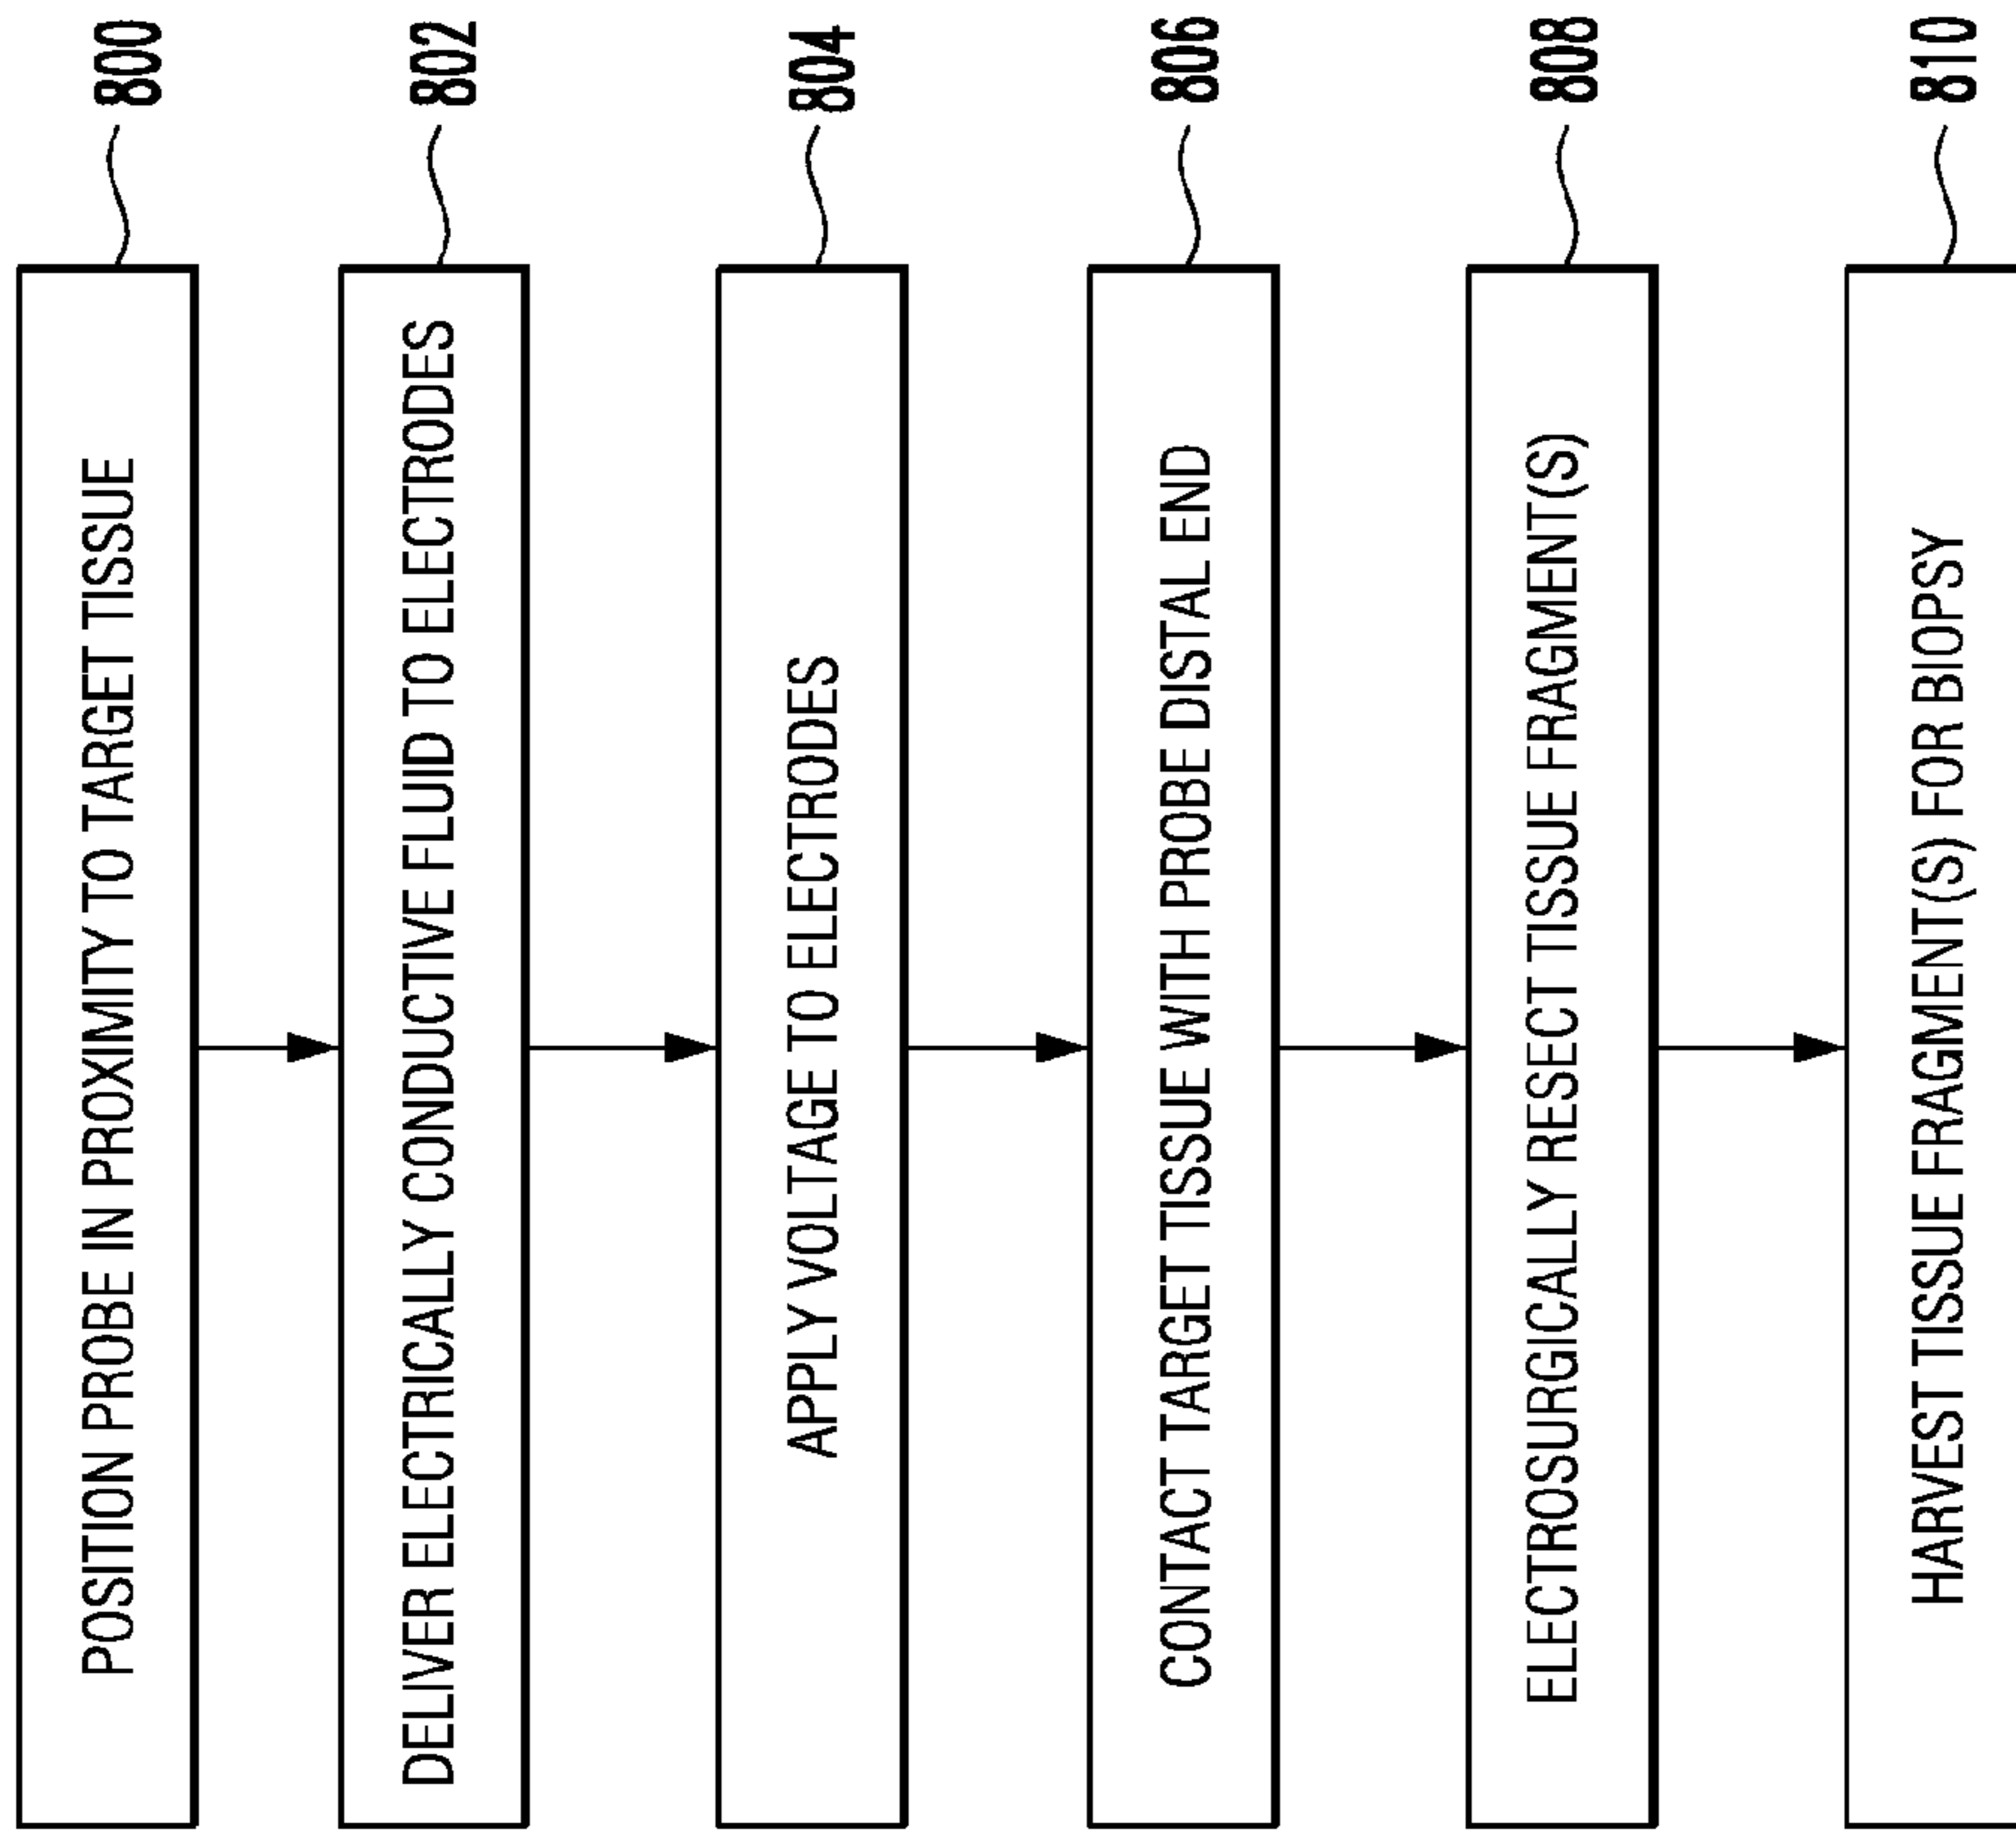 POSITION PROBE IN PROXIMITY TO TARGET TISSUE
800
DELIVER ELECTRICALLY CONDUCTIVE FLUID TO ELECTRODES
802
APPLY VOLTAGE TO ELECTRODES
804
CONTACT TARGET TISSUE WITH PROBE DISTAL END
806
ELECTROSURGICALLY RESECT TISSUE FRAGMENT(S)
808
HARVEST TISSUE FRAGMENT(S) FOR BIOPSY
810